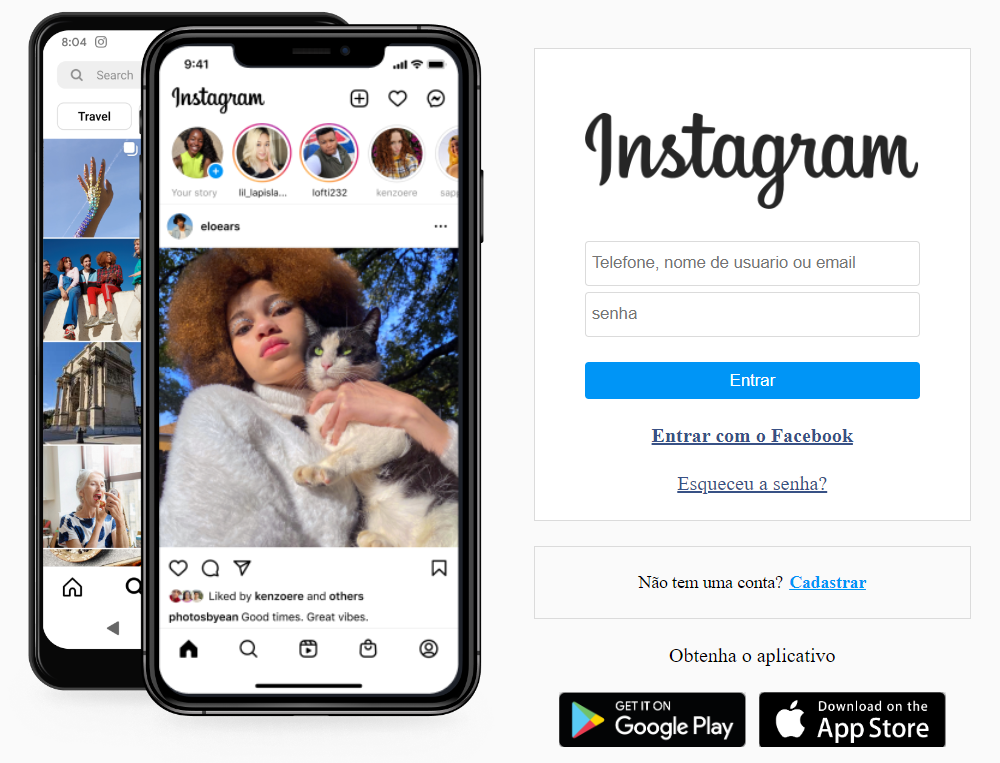 8:04
Search
Travel
9:41
Instagram
Your story
lil_lapisla...
lofti232
kenzoere
sapp
eloears
Liked by kenzoere and others
photosbyean Good times. Great vibes.
Instagram
Telefone, nome de usuario ou email
senha
Entrar
Entrar com o Facebook
Esqueceu a senha?
Não tem uma conta? Cadastrar
Obtenha o aplicativo
GET IT ON
Google Play
Download on the
App Store